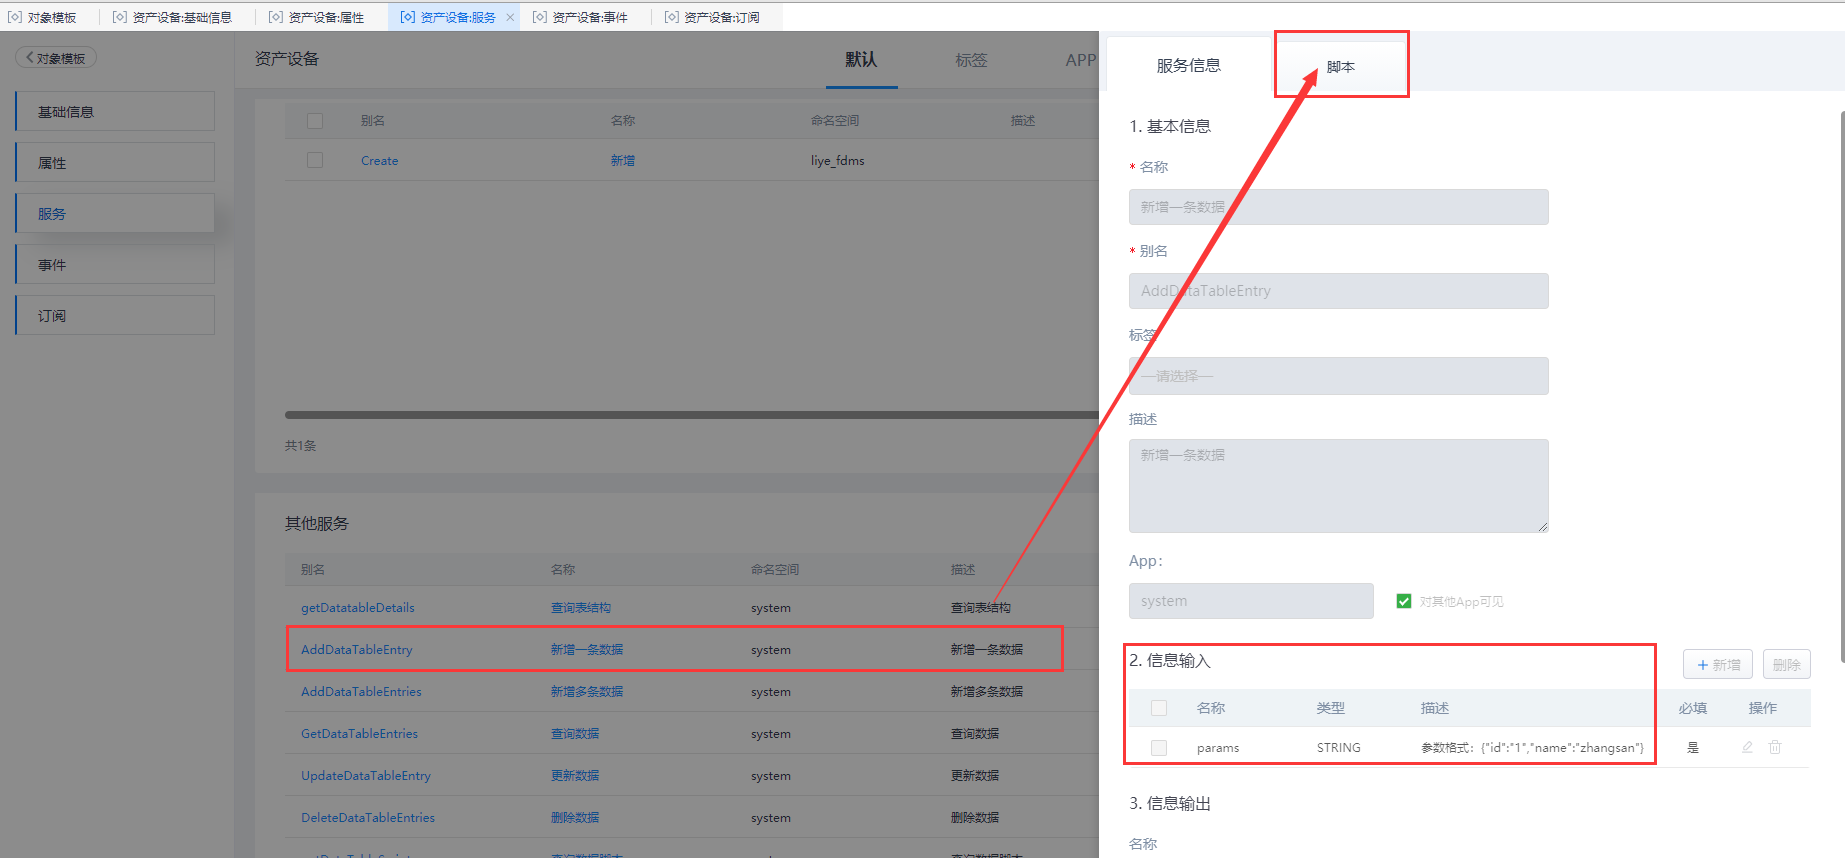 对象模板 资产设备:基础信息 资产设备:属性 资产设备:服务 × 资产设备:事件 资产设备:订阅
对象模板
基础信息
属性
服务
事件
订阅
资产设备 默认 标签 APP
别名 名称 命名空间 描述
Create 新增 liye_fdms
共1条
其他服务
别名 名称 命名空间 描述
getDatatableDetails 查询表结构 system 查询表结构
AddDataTableEntry 新增一条数据 system 新增一条数据
AddDataTableEntries 新增多条数据 system 新增多条数据
GetDataTableEntries 查询数据 system 查询数据
UpdateDataTableEntry 更新数据 system 更新数据
DeleteDataTableEntries 删除数据 system 删除数据
服务信息 脚本
1. 基本信息
* 名称
新增一条数据
* 别名
AddDataTableEntry
标签
—请选择—
描述
新增一条数据
App：
system 对其他App可见
2. 信息输入 + 新增 删除
名称 类型 描述 必填 操作
params STRING 参数格式：{"id":"1","name":"zhangsan"} 是
3. 信息输出
名称